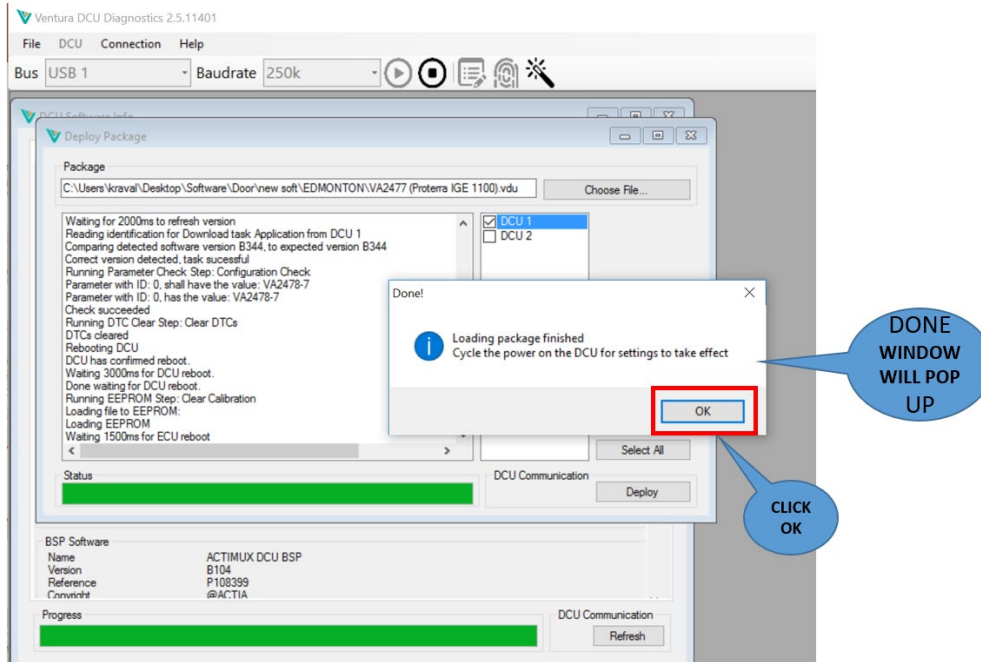 Ventura DCU Diagnostics 2.5.11401
File DCU Connection Help
Bus USB 1 Baudrate 250k
DCU Software Info
Deploy Package
Package
C:\Users\kraval\Desktop\Software\Door\new soft\EDMONTON\VA2477 (Proterra IGE 1100).vdu
Choose File...
Waiting for 2000ms to refresh version
Reading identification for Download task Application from DCU 1
Comparing detected software version B344, to expected version B344
Correct version detected, task sucessful
Running Parameter Check Step: Configuration Check
Parameter with ID: 0, shall have the value: VA2478-7
Parameter with ID: 0, has the value: VA2478-7
Check succeeded
Running DTC Clear Step: Clear DTCs
DTCs cleared
Rebooting DCU
DCU has confirmed reboot.
Waiting 3000ms for DCU reboot.
Done waiting for DCU reboot.
Running EEPROM Step: Clear Calibration
Loading file to EEPROM:
Loading EEPROM
Waiting 1500ms for ECU reboot
DCU 1
DCU 2
Done!
Loading package finished
Cycle the power on the DCU for settings to take effect
OK
DONE
WINDOW
WILL POP
UP
CLICK
OK
Select All
Status
DCU Communication
Deploy
BSP Software
Name ACTIMUX DCU BSP
Version B104
Reference P108399
Copyright @ACTIA
Progress
DCU Communication
Refresh